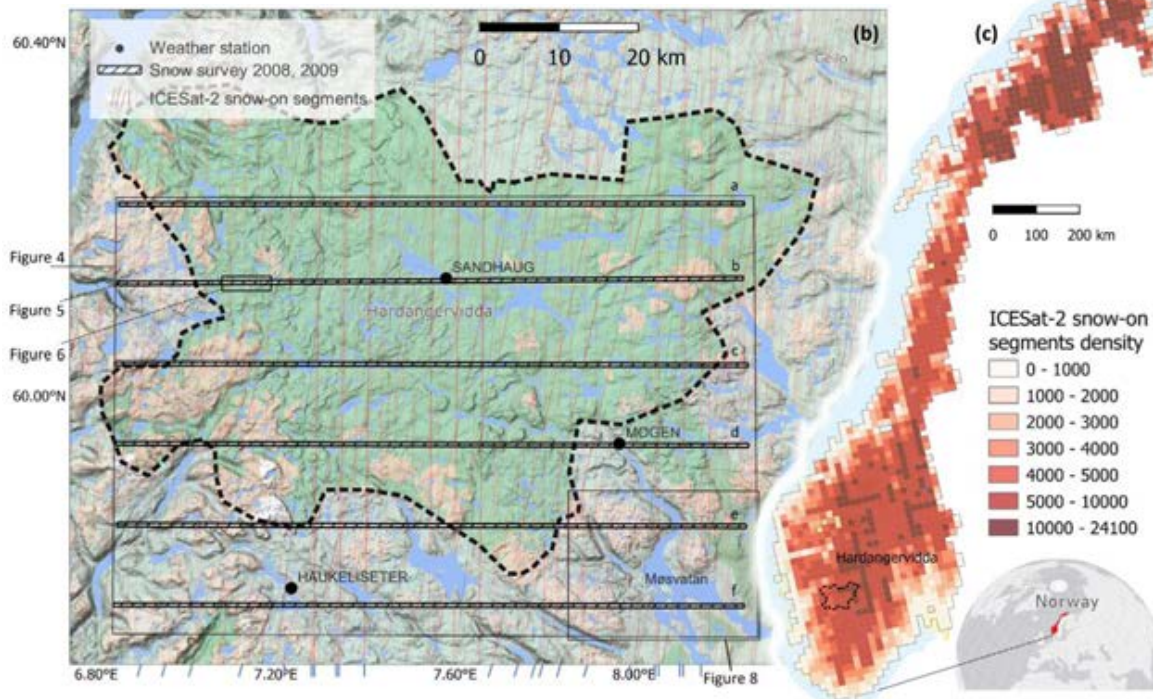 60.40°N
Weather station
Snow survey 2008, 2009
ICESat-2 snow-on segments
0 10 20 km
(b)
(c)
a
Figure 4
b
SANDHAUG
Figure 5
Hardangervidda
Figure 6
c
60.00°N
d
MOGEN
e
HAUKELISETER
Møsvatan
f
6.80°E
7.20°E
7.60°E
8.00°E
Figure 8
0 100 200 km
ICESat-2 snow-on
segments density
0 - 1000
1000 - 2000
2000 - 3000
3000 - 4000
4000 - 5000
5000 - 10000
10000 - 24100
Hardangervidda
Norway